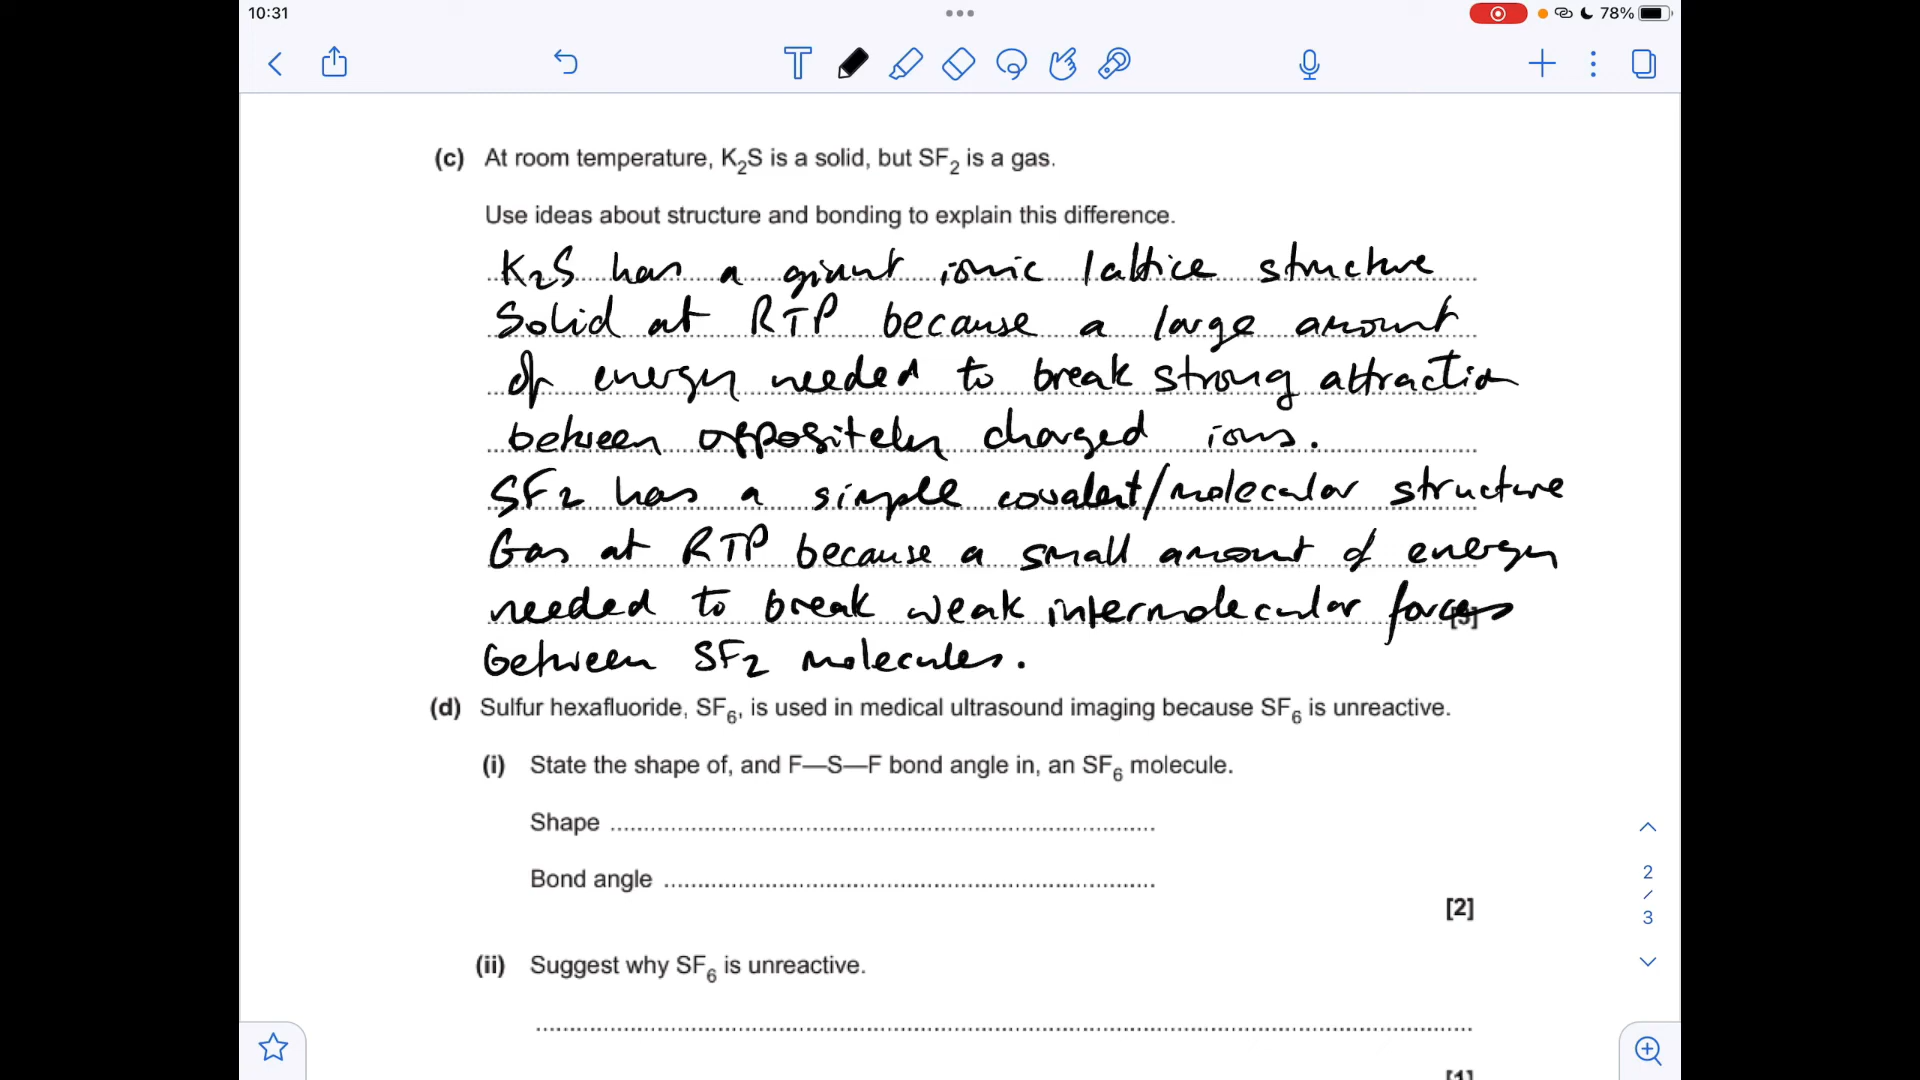 10:31
78%
(c) At room temperature, K₂S is a solid, but SF₂ is a gas.
Use ideas about structure and bonding to explain this difference.
K2S has a giant ionic lattice structure
Solid at RTP because a large amount
of energy needed to break strong attraction
between oppositely charged ions.
SF2 has a simple covalent/molecular structure
Gas at RTP because a small amount of energy
needed to break weak intermolecular forces
between SF2 molecules.
(d) Sulfur hexafluoride, SF₆, is used in medical ultrasound imaging because SF₆ is unreactive.
(i) State the shape of, and F—S—F bond angle in, an SF₆ molecule.
Shape
Bond angle
[2]
(ii) Suggest why SF₆ is unreactive.
[1]
2
/
3